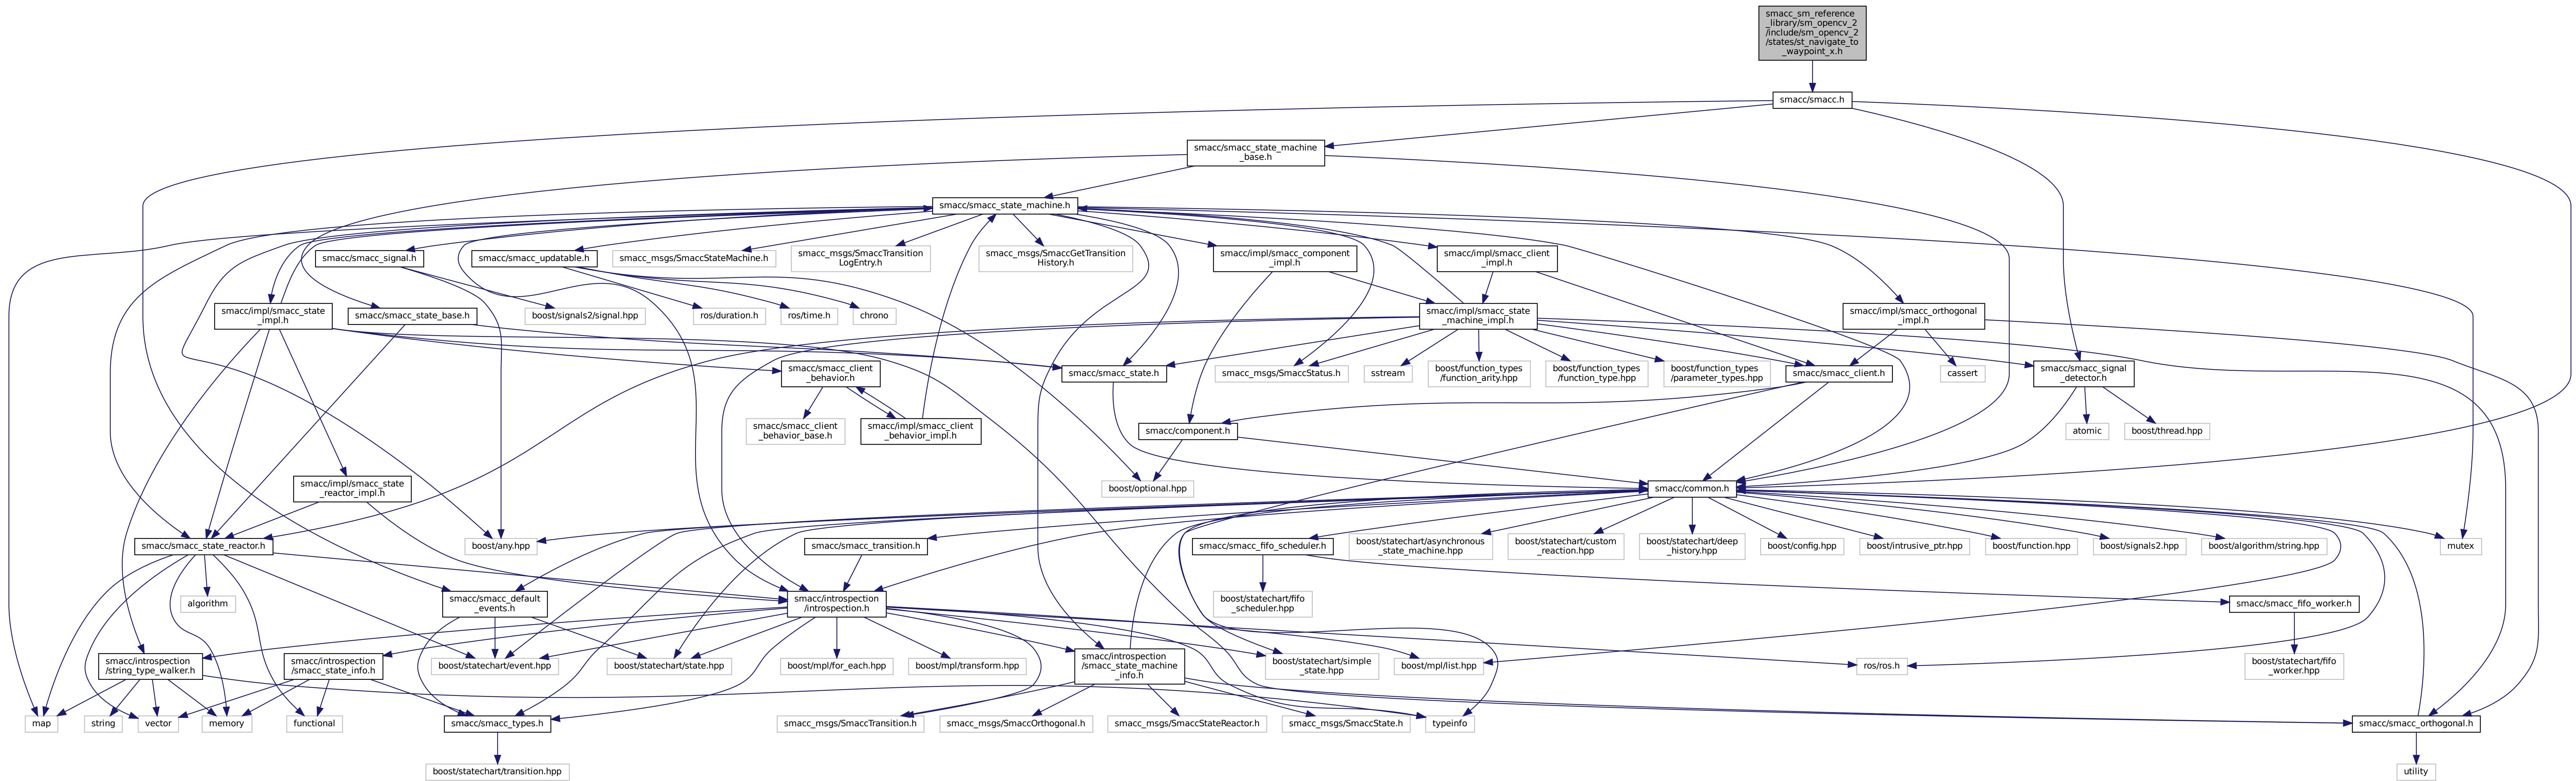 smacc_sm_reference
_library/sm_opencv_2
/include/sm_opencv_2
/states/st_navigate_to
_waypoint_x.h
smacc/smacc.h
smacc/smacc_state_machine
_base.h
smacc/smacc_state_machine.h
smacc/smacc_signal.h
smacc/smacc_updatable.h
smacc_msgs/SmaccStateMachine.h
smacc_msgs/SmaccTransition
LogEntry.h
smacc_msgs/SmaccGetTransition
History.h
smacc/impl/smacc_component
_impl.h
smacc/impl/smacc_client
_impl.h
smacc/impl/smacc_state
_impl.h
smacc/smacc_state_base.h
boost/signals2/signal.hpp
ros/duration.h
ros/time.h
chrono
smacc/impl/smacc_state
_machine_impl.h
smacc/impl/smacc_orthogonal
_impl.h
smacc/smacc_client
_behavior.h
smacc/smacc_state.h
smacc_msgs/SmaccStatus.h
sstream
boost/function_types
/function_arity.hpp
boost/function_types
/function_type.hpp
boost/function_types
/parameter_types.hpp
smacc/smacc_client.h
cassert
smacc/smacc_signal
_detector.h
smacc/smacc_client
_behavior_base.h
smacc/impl/smacc_client
_behavior_impl.h
smacc/component.h
atomic
boost/thread.hpp
smacc/impl/smacc_state
_reactor_impl.h
boost/optional.hpp
smacc/common.h
smacc/smacc_state_reactor.h
boost/any.hpp
smacc/smacc_transition.h
smacc/smacc_fifo_scheduler.h
boost/statechart/asynchronous
_state_machine.hpp
boost/statechart/custom
_reaction.hpp
boost/statechart/deep
_history.hpp
boost/config.hpp
boost/intrusive_ptr.hpp
boost/function.hpp
boost/signals2.hpp
boost/algorithm/string.hpp
mutex
algorithm
smacc/smacc_default
_events.h
smacc/introspection
/introspection.h
boost/statechart/fifo
_scheduler.hpp
smacc/smacc_fifo_worker.h
smacc/introspection
/string_type_walker.h
smacc/introspection
/smacc_state_info.h
boost/statechart/event.hpp
boost/statechart/state.hpp
boost/mpl/for_each.hpp
boost/mpl/transform.hpp
smacc/introspection
/smacc_state_machine
_info.h
boost/statechart/simple
_state.hpp
boost/mpl/list.hpp
ros/ros.h
boost/statechart/fifo
_worker.hpp
map
string
vector
memory
functional
smacc/smacc_types.h
smacc_msgs/SmaccTransition.h
smacc_msgs/SmaccOrthogonal.h
smacc_msgs/SmaccStateReactor.h
smacc_msgs/SmaccState.h
typeinfo
smacc/smacc_orthogonal.h
boost/statechart/transition.hpp
utility